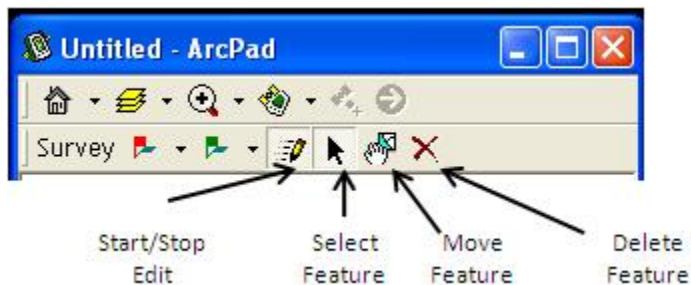 Untitled - ArcPad
Survey
Start/Stop Edit
Select Feature
Move Feature
Delete Feature